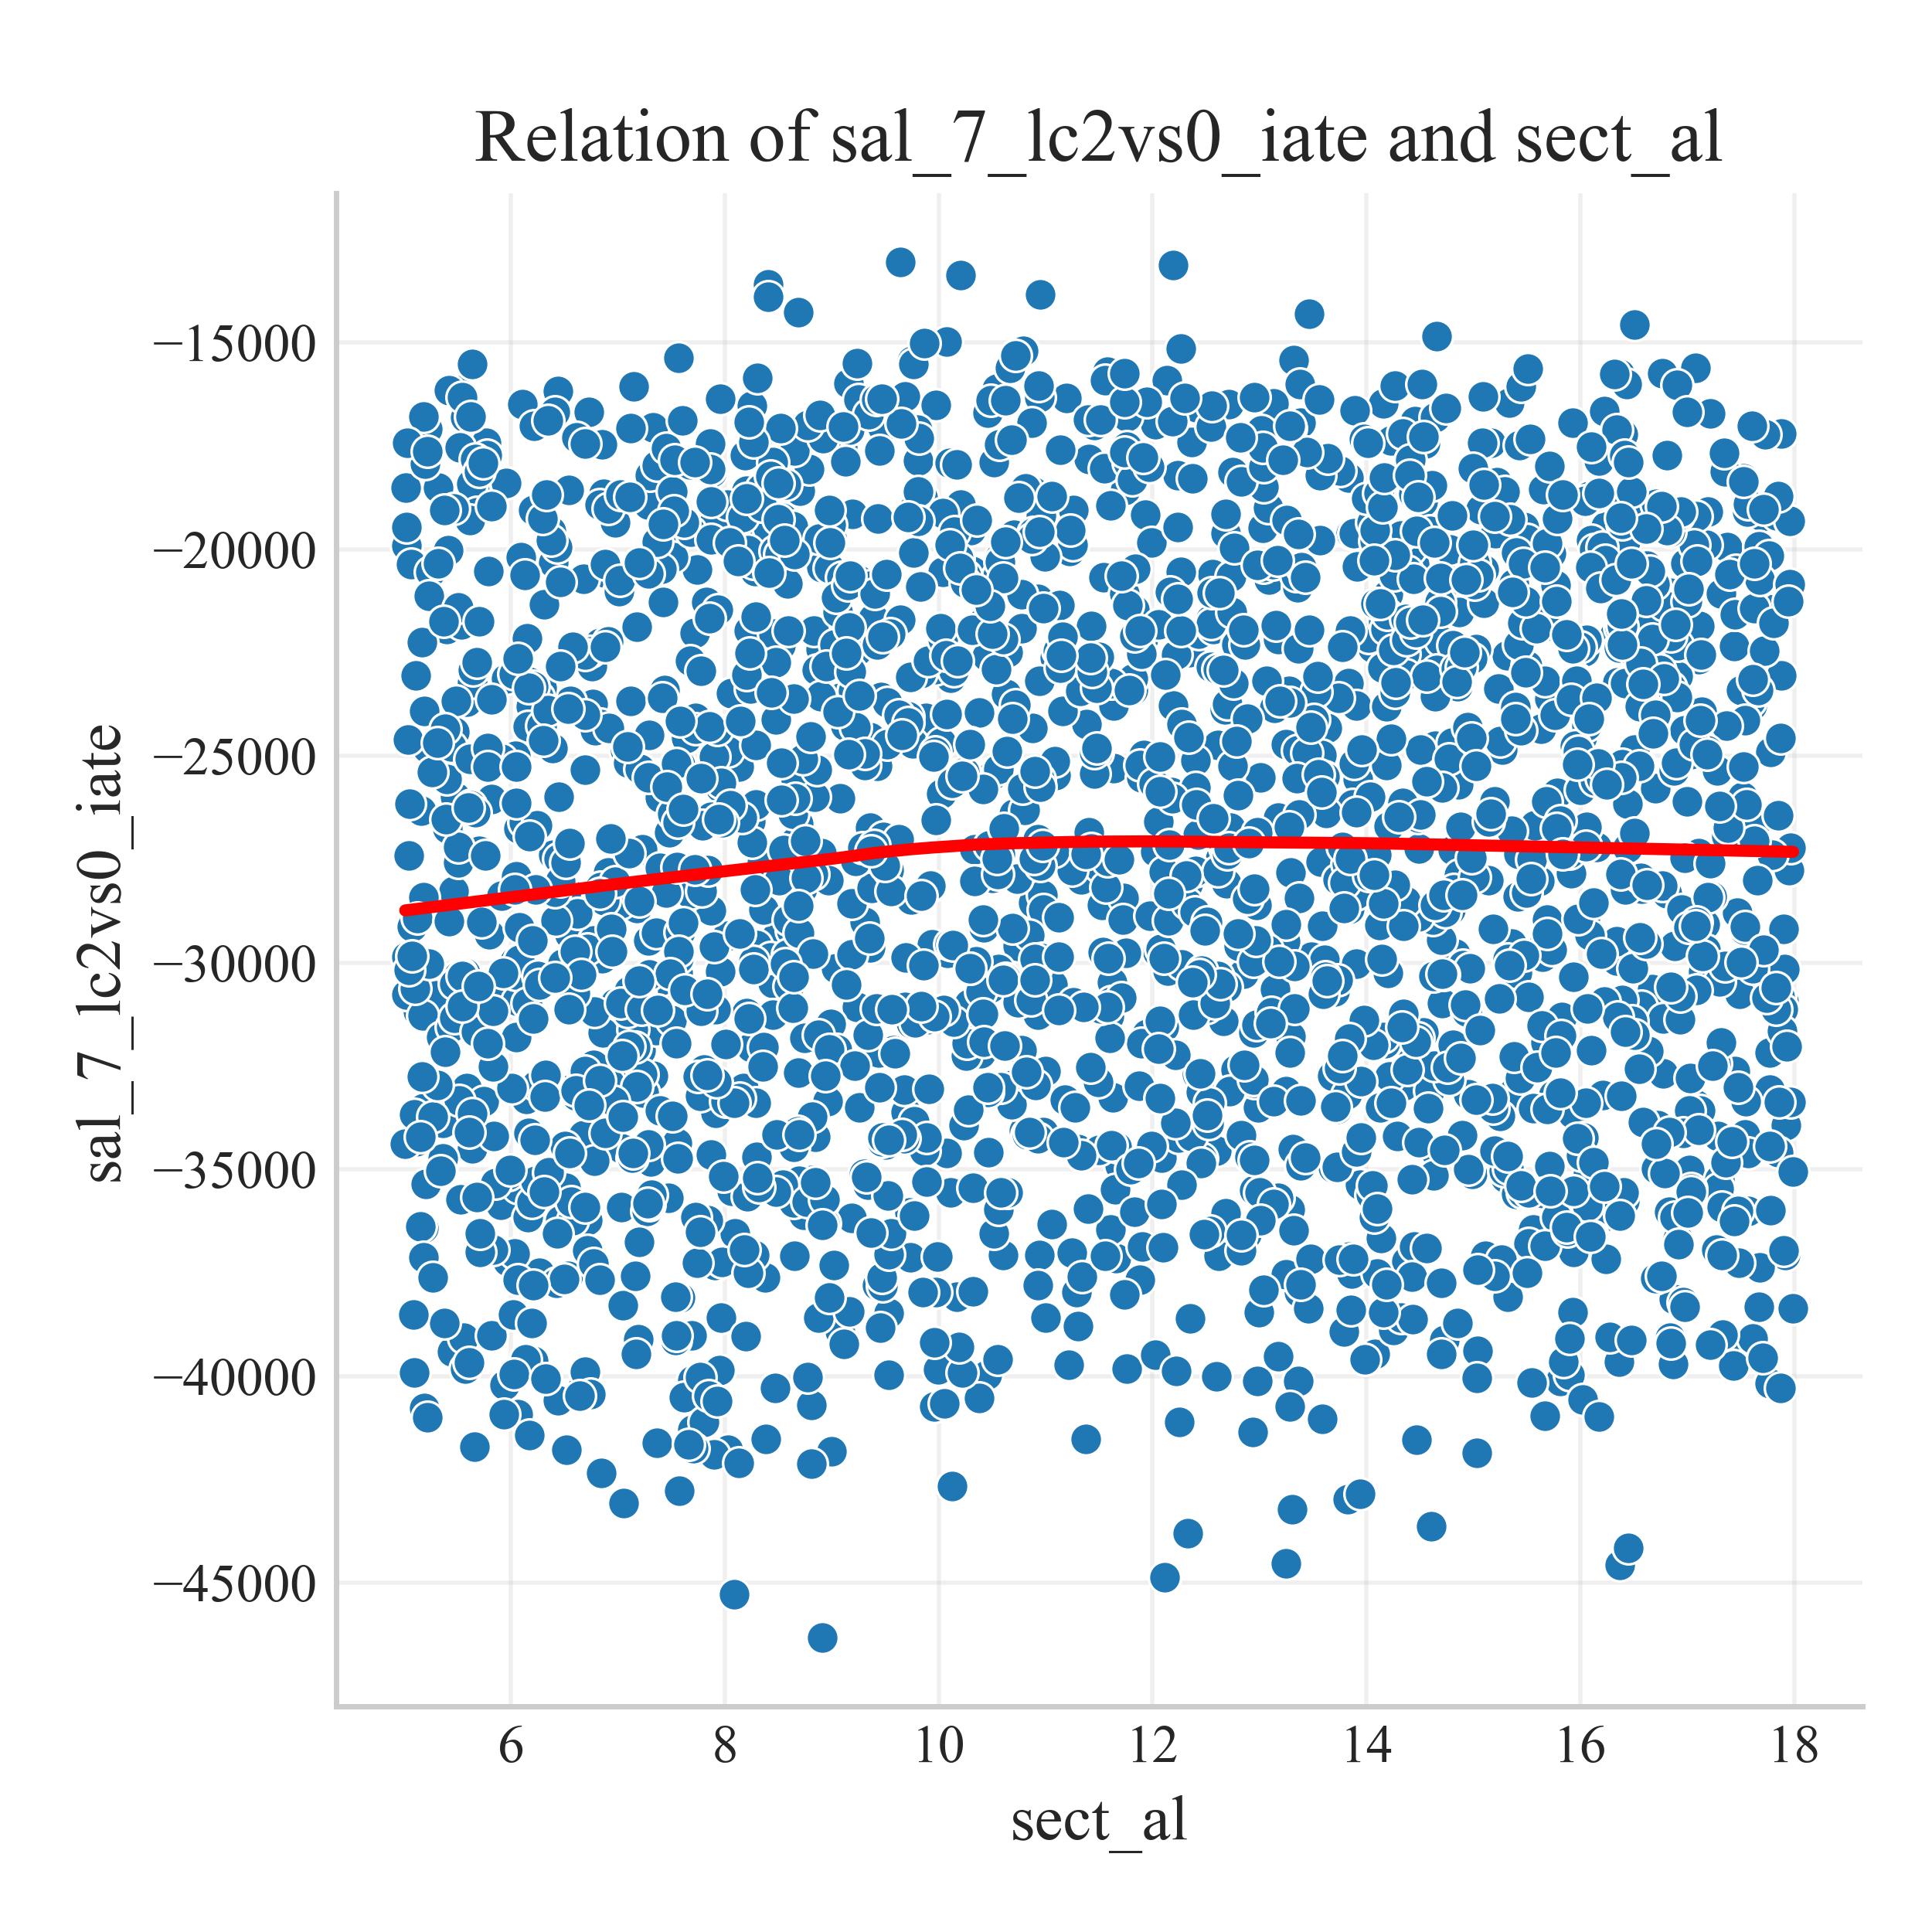 Relation of sal_7_lc2vs0_iate and sect_al
sal_7_lc2vs0_iate
−15000
−20000
−25000
−30000
−35000
−40000
−45000
6 8 10 12 14 16 18
sect_al